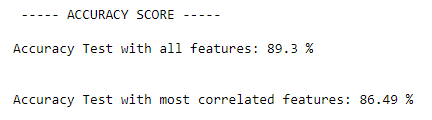 ----- ACCURACY SCORE -----
Accuracy Test with all features: 89.3 %
Accuracy Test with most correlated features: 86.49 %